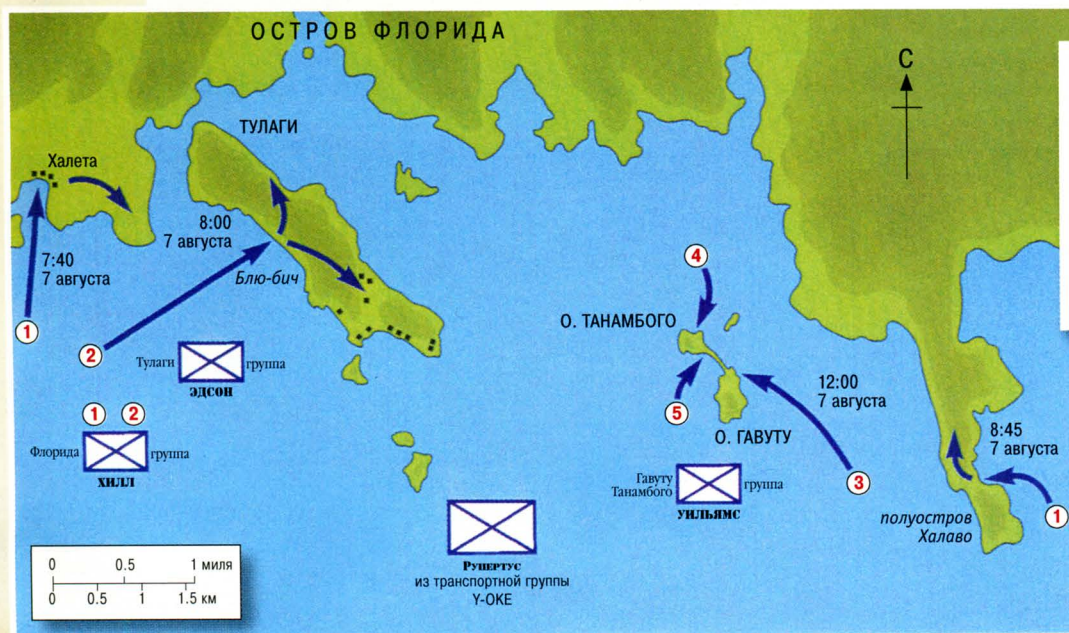 ОСТРОВ ФЛОРИДА
С
ТУЛАГИ
Халета
8:00
7 августа
7:40
7 августа
Блю-бич
4
О. ТАНАМБОГО
1
2
Тулаги группа
ЭДСОН
12:00
7 августа
5
О. ГАВУТУ
8:45
7 августа
1 2
Флорида группа
ХИЛЛ
Гавуту
Танамбого группа
УИЛЬЯМС
3
1
полуостров
Халаво
РУПЕРТУС
из транспортной группы
Y-ОКЕ
0 0.5 1 миля
0 0.5 1 1.5 км